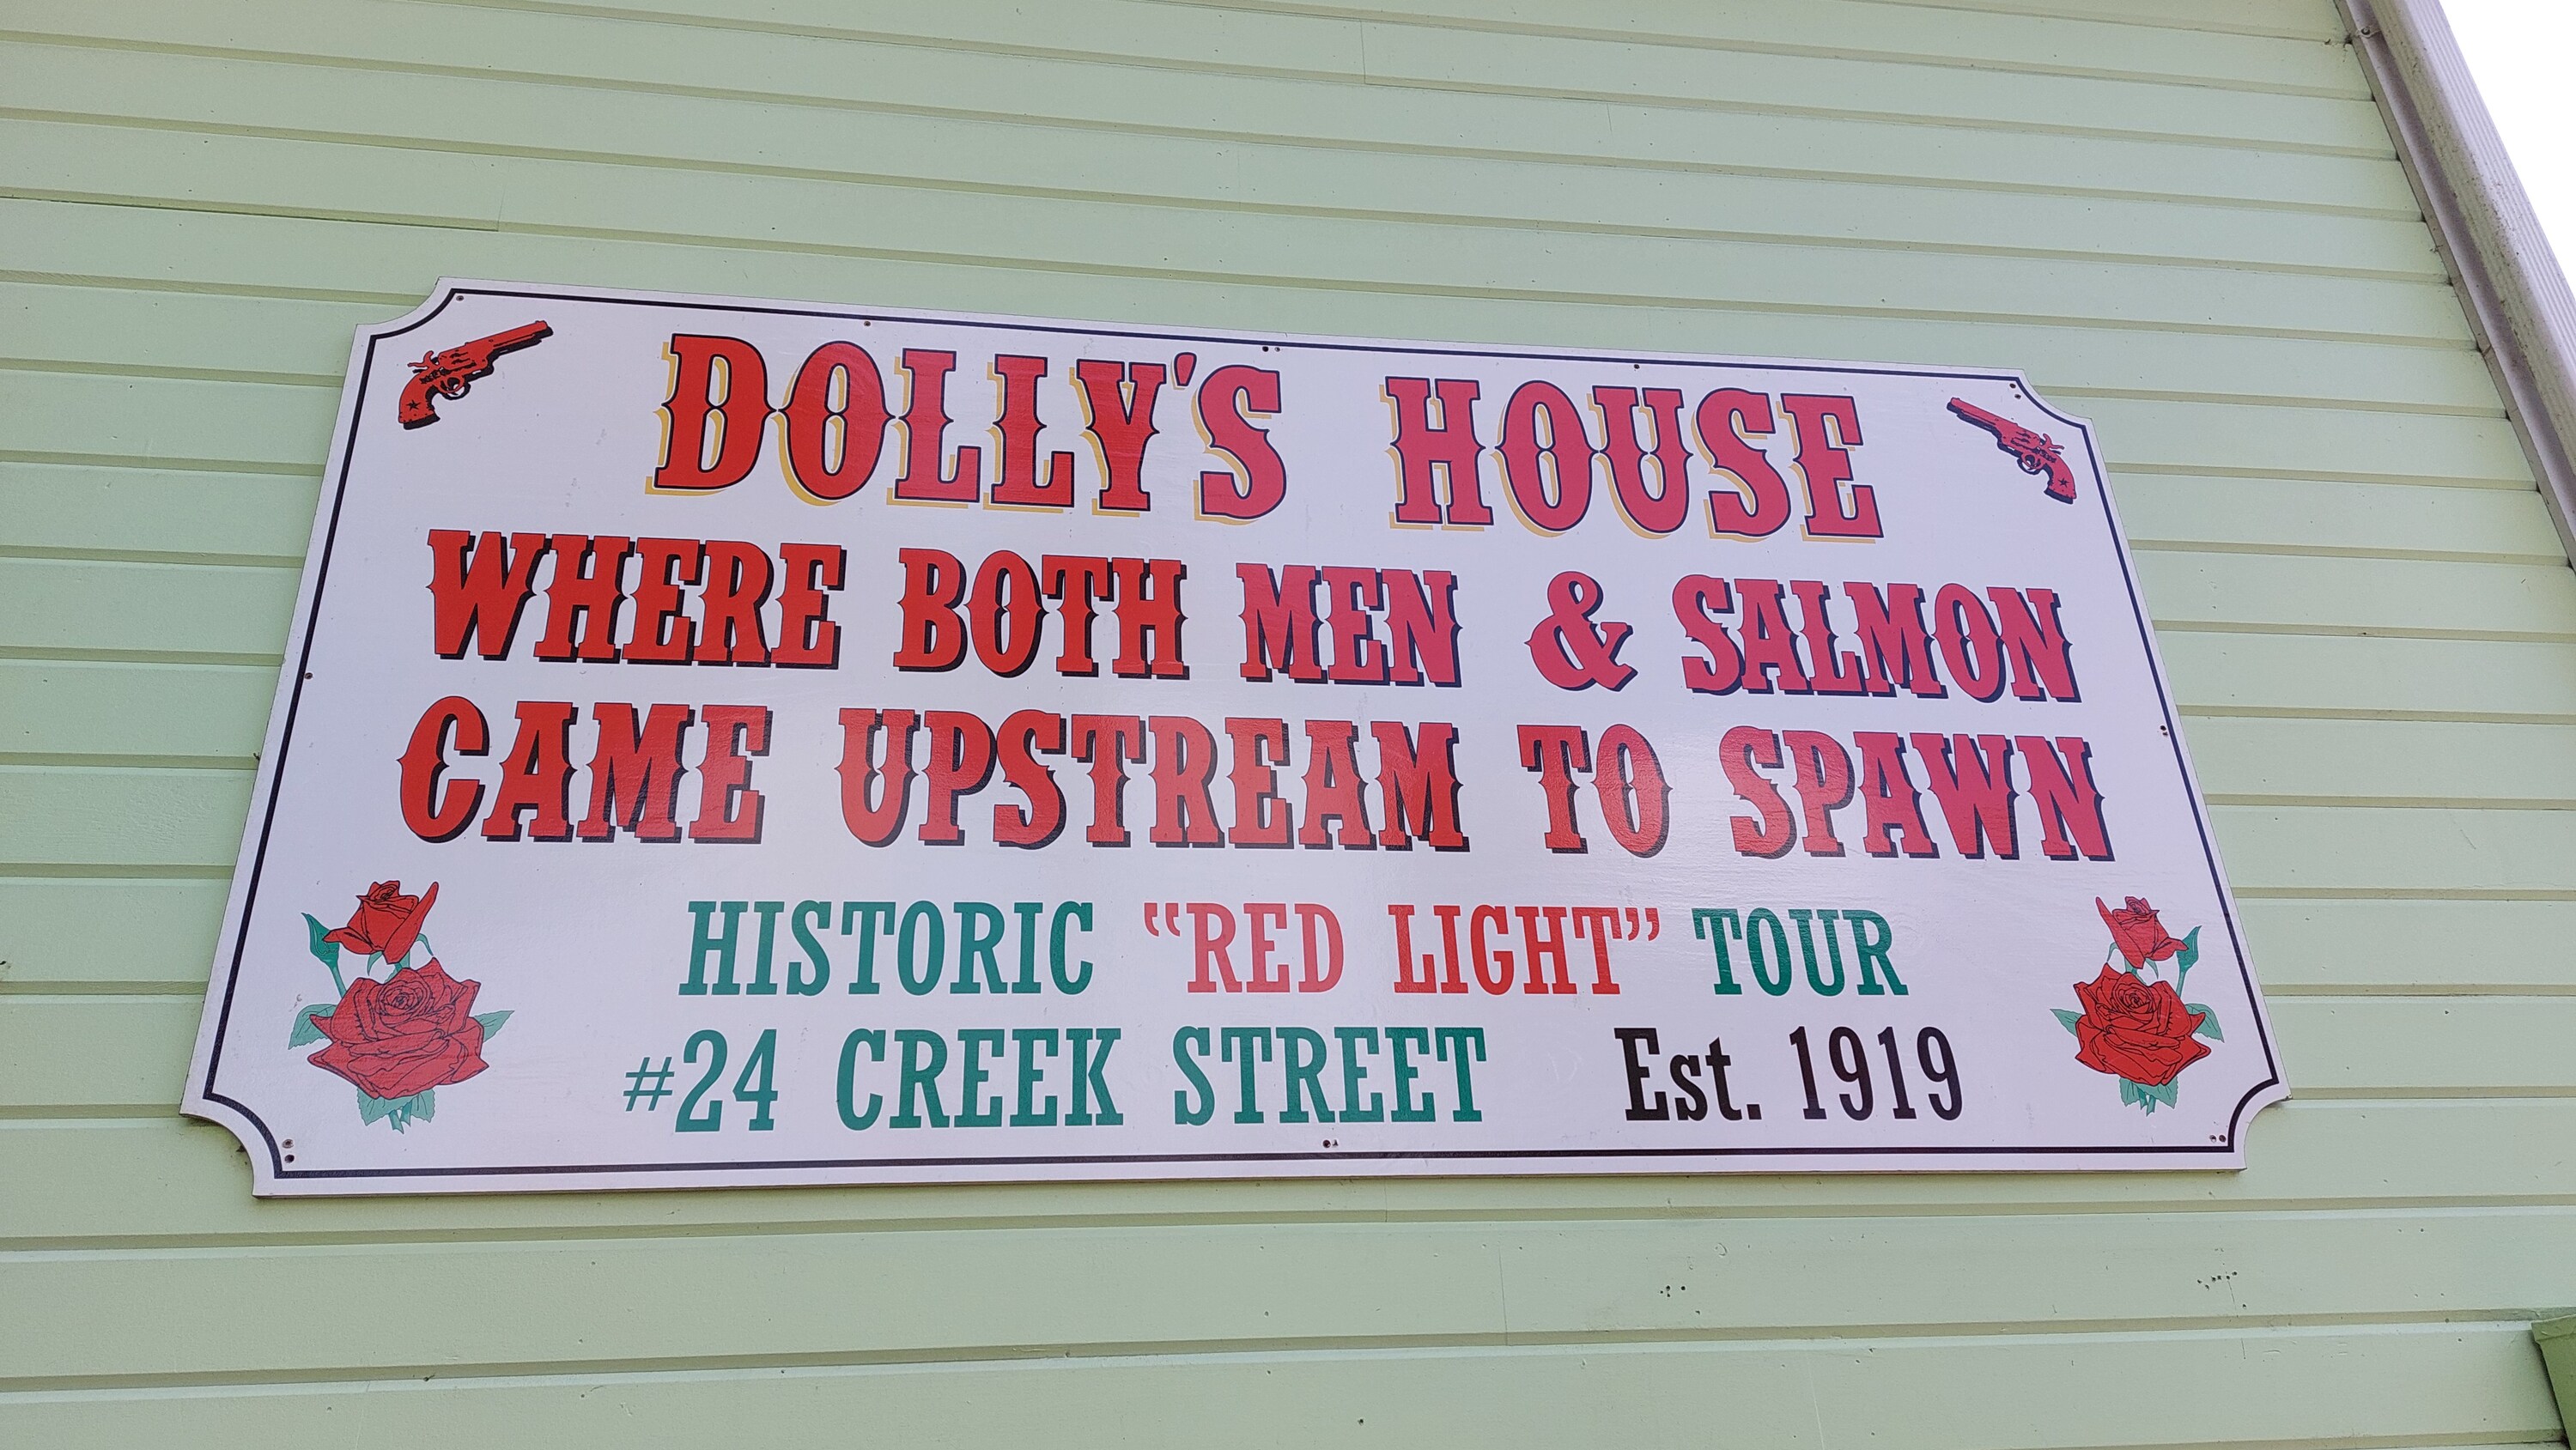 DOLLY'S HOUSE
WHERE BOTH MEN & SALMON
CAME UPSTREAM TO SPAWN
HISTORIC “RED LIGHT” TOUR
#24 CREEK STREET Est. 1919